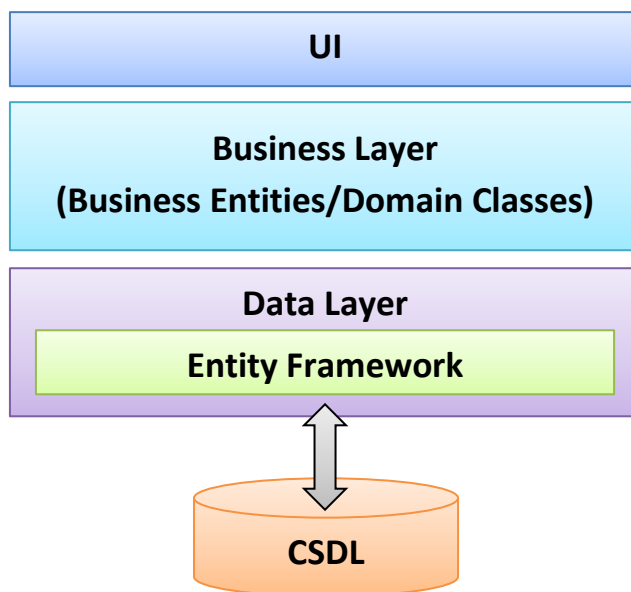 UI
Business Layer
(Business Entities/Domain Classes)
Data Layer
Entity Framework
CSDL